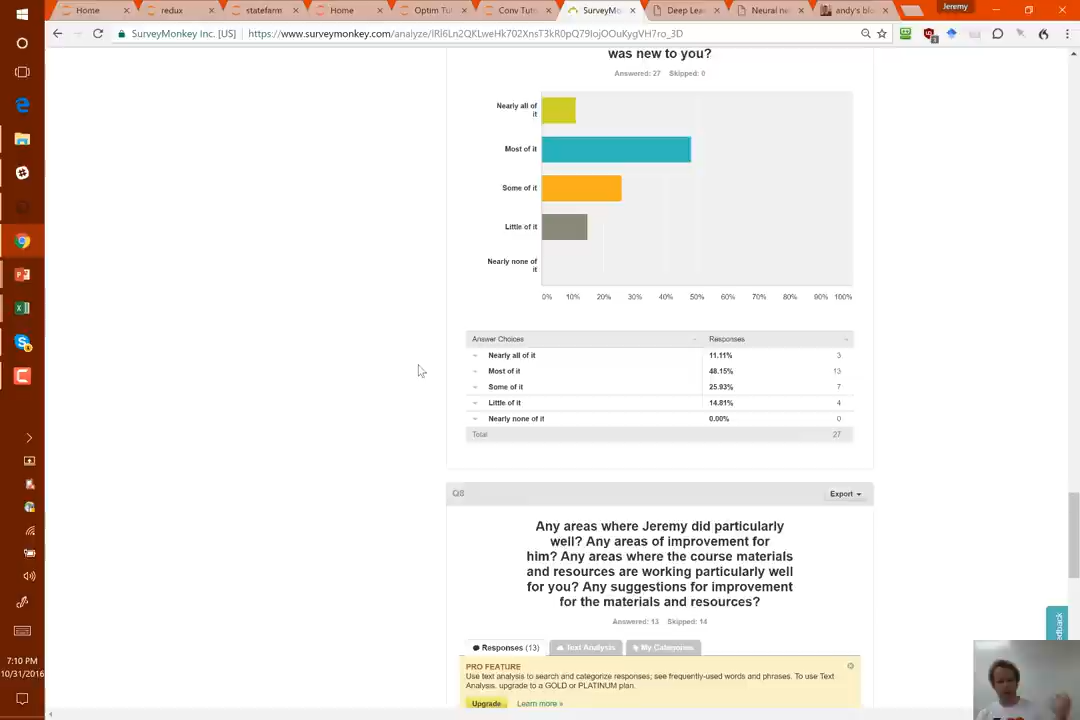 Home
redux
statefarm
Home
Optim Tut
Conv Tut
SurveyMo
Deep Lea
Neural ne
andy's bl
Jeremy
SurveyMonkey Inc. [US]
was new to you?
Answered: 27 Skipped: 0
Nearly all of it
Most of it
Some of it
Little of it
Nearly none of it
0% 10% 20% 30% 40% 50% 60% 70% 80% 90% 100%
Answer Choices Responses
Nearly all of it 11.11% 3
Most of it 48.15% 13
Some of it 25.93% 7
Little of it 14.81% 4
Nearly none of it 0.00% 0
Total 27
Q8 Export
Any areas where Jeremy did particularly
well? Any areas of improvement for
him? Any areas where the course materials
and resources are working particularly well
for you? Any suggestions for improvement
for the materials and resources?
Answered: 13 Skipped: 14
Responses (13) Text Analysis My Categories
PRO FEATURE
Use text analysis to search and categorize responses; see frequently-used words and phrases. To use Text
Analysis, upgrade to a GOLD or PLATINUM plan.
Upgrade Learn more »
7:10 PM
10/31/2016